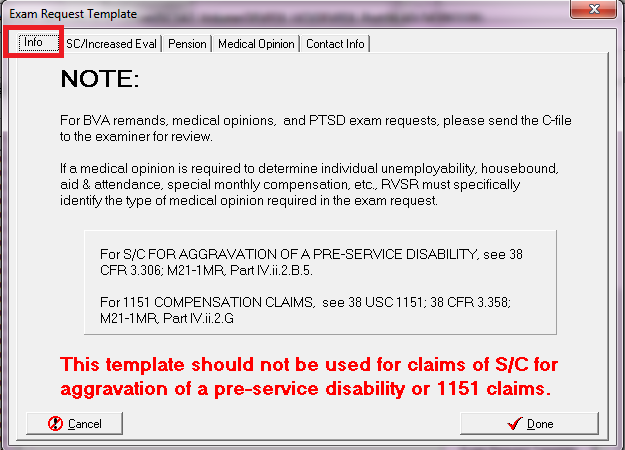 Exam Request Template
Info
SC/Increased Eval
Pension
Medical Opinion
Contact Info
NOTE:
For BVA remands, medical opinions, and PTSD exam requests, please send the C-file
to the examiner for review.
If a medical opinion is required to determine individual unemployability, housebound,
aid & attendance, special monthly compensation, etc., RVSR must specifically
identify the type of medical opinion required in the exam request.
For S/C FOR AGGRAVATION OF A PRE-SERVICE DISABILITY, see 38
CFR 3.306; M21-1MR, Part IV.ii.2.B.5.
For 1151 COMPENSATION CLAIMS, see 38 USC 1151; 38 CFR 3.358;
M21-1MR, Part IV.ii.2.G
This template should not be used for claims of S/C for
aggravation of a pre-service disability or 1151 claims.
Cancel
Done